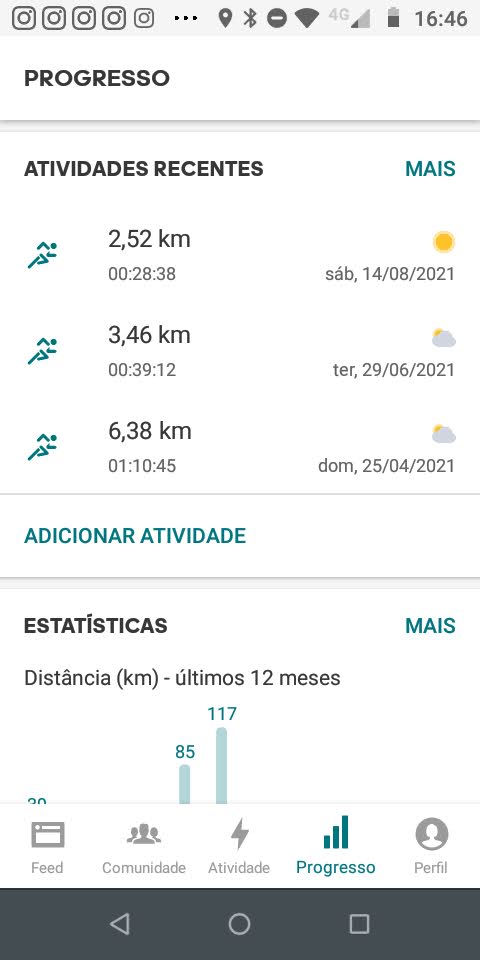 4G 16:46
PROGRESSO
ATIVIDADES RECENTES MAIS
2,52 km
00:28:38 sáb, 14/08/2021
3,46 km
00:39:12 ter, 29/06/2021
6,38 km
01:10:45 dom, 25/04/2021
ADICIONAR ATIVIDADE
ESTATÍSTICAS MAIS
Distância (km) - últimos 12 meses
117
85
Feed Comunidade Atividade Progresso Perfil